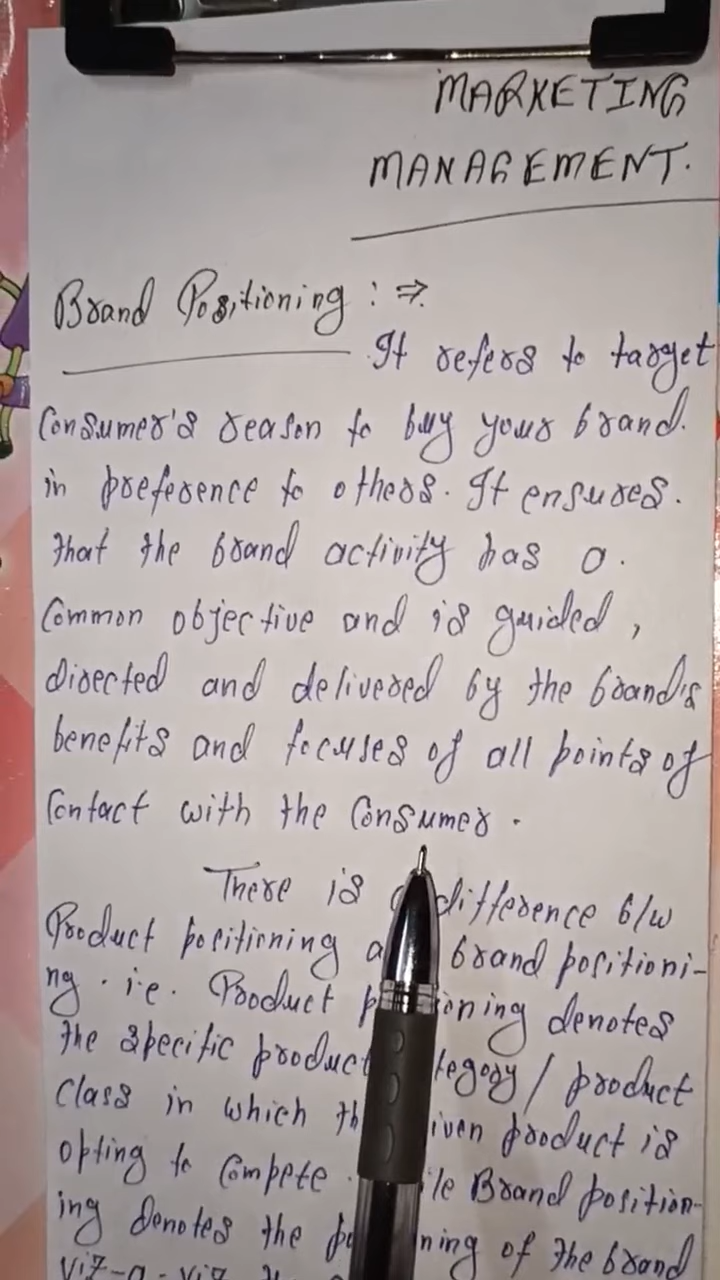 MARKETING
MANAGEMENT.
Brand Positioning : ⇒
It refers to target
Consumer's reason to buy your brand.
in preference to others. It ensures.
that the brand activity has a.
Common objective and is guided,
directed and delivered by the brand's
benefits and focuses of all points of
Contact with the Consumer.
There is difference b/w
Product positioning brand positioni-
ng. i.e. Product denotes
the specific product / product
Class in which product is
opting to Compete Brand position-
ing denotes the of the brand